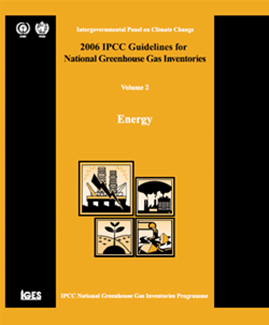 Intergovernmental Panel on Climate Change
2006 IPCC Guidelines for
National Greenhouse Gas Inventories
Volume 2
Energy
IGES
IPCC National Greenhouse Gas Inventories Programme